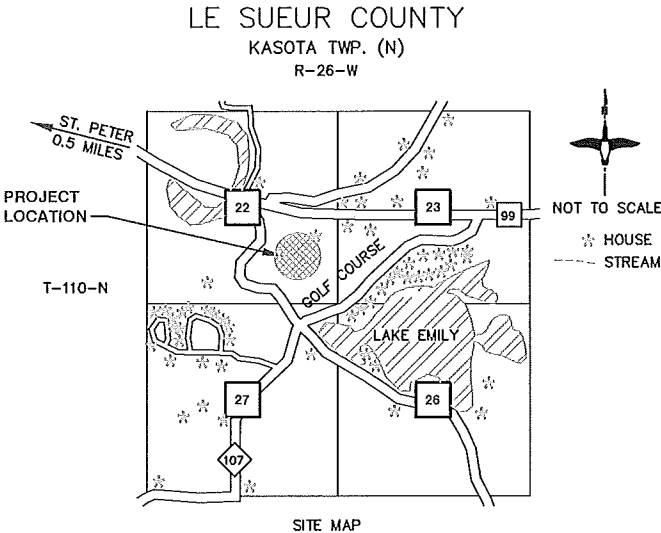 LE SUEUR COUNTY
KASOTA TWP. (N)
R-26-W
ST. PETER
0.5 MILES
N
PROJECT
LOCATION
22
23
99
NOT TO SCALE
HOUSE
STREAM
GOLF COURSE
T-110-N
LAKE EMILY
27
26
107
SITE MAP